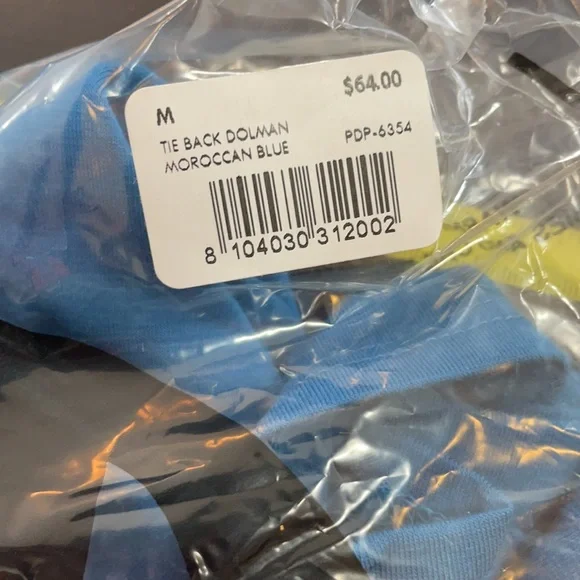 M $64.00
TIE BACK DOLMAN
MOROCCAN BLUE PDP-6354
8 104030 312002